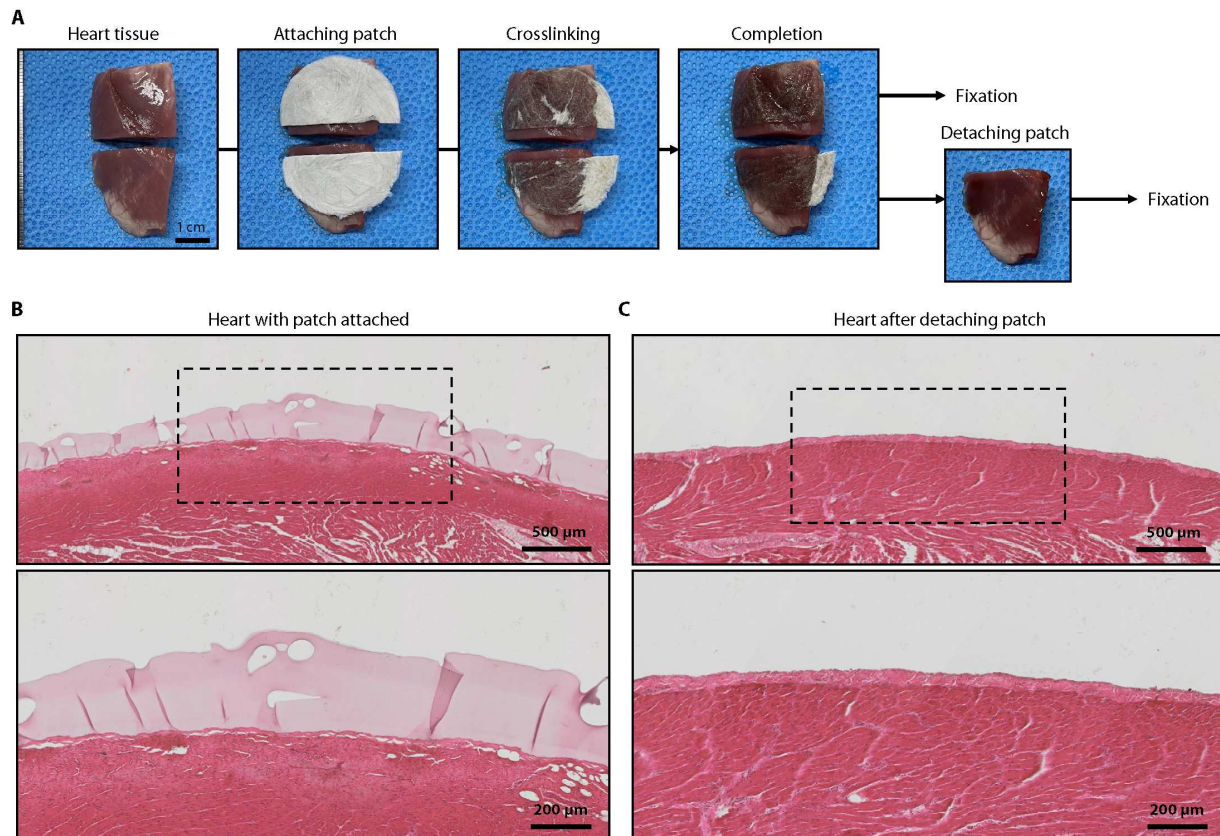 A
Heart tissue
Attaching patch
Crosslinking
Completion
Fixation
Detaching patch
Fixation
1 cm
B
Heart with patch attached
500 µm
200 µm
C
Heart after detaching patch
500 µm
200 µm